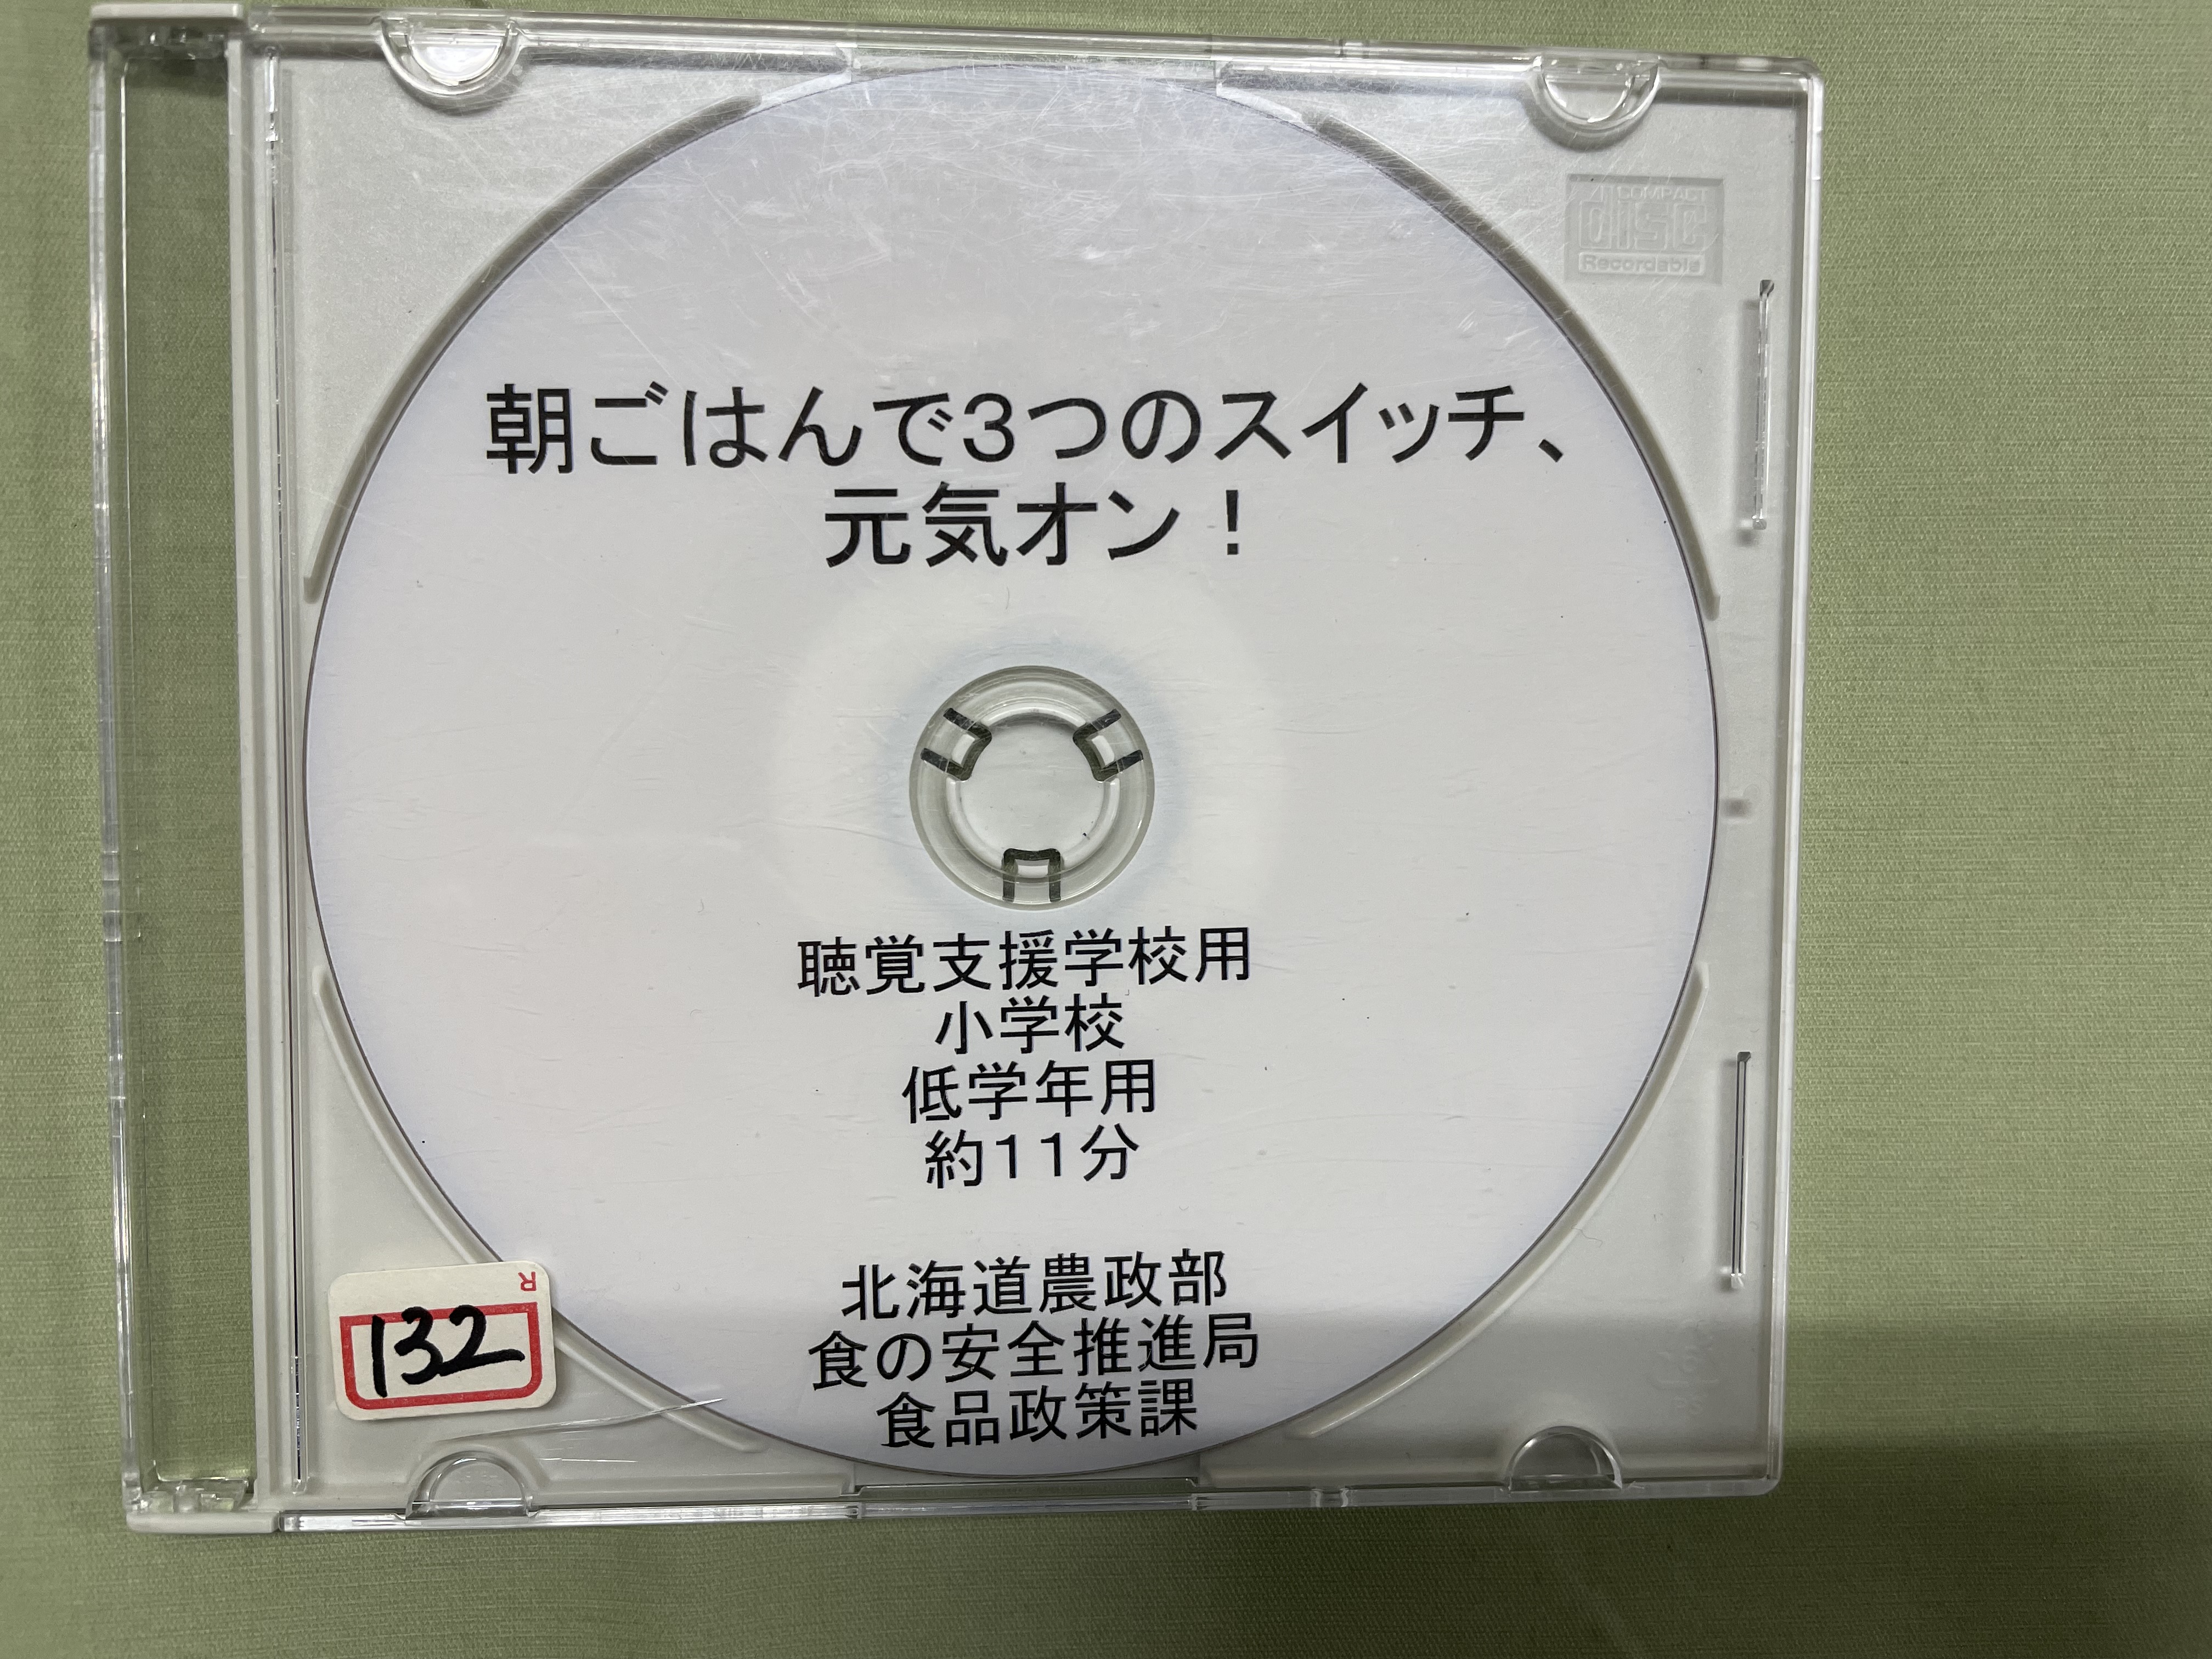 COMPACT
disc
Recordable
朝ごはんで3つのスイッチ、
元気オン！
聴覚支援学校用
小学校
低学年用
約11分
北海道農政部
食の安全推進局
食品政策課
R
132